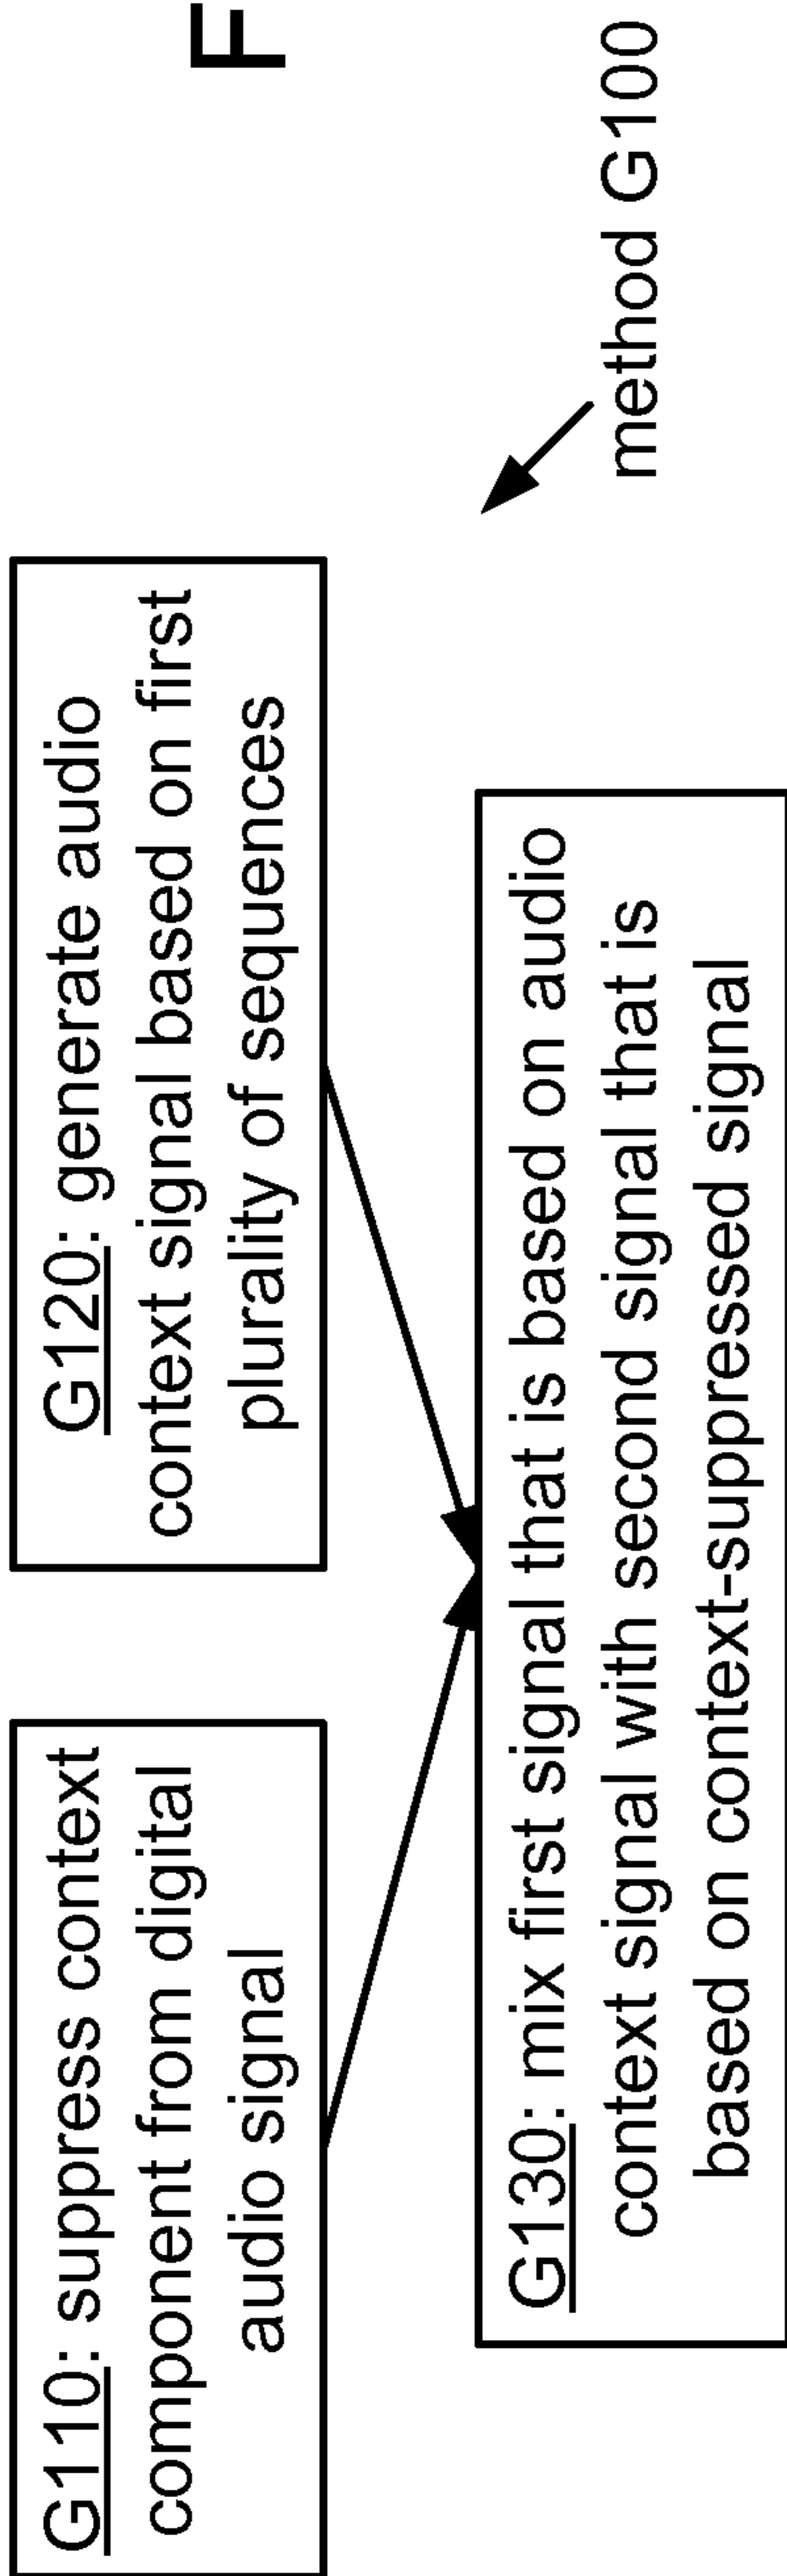 G110: suppress context
component from digital
audio signal
G120: generate audio
context signal based on first
plurality of sequences
G130: mix first signal that is based on audio
context signal with second signal that is
based on context-suppressed signal
method G100
F